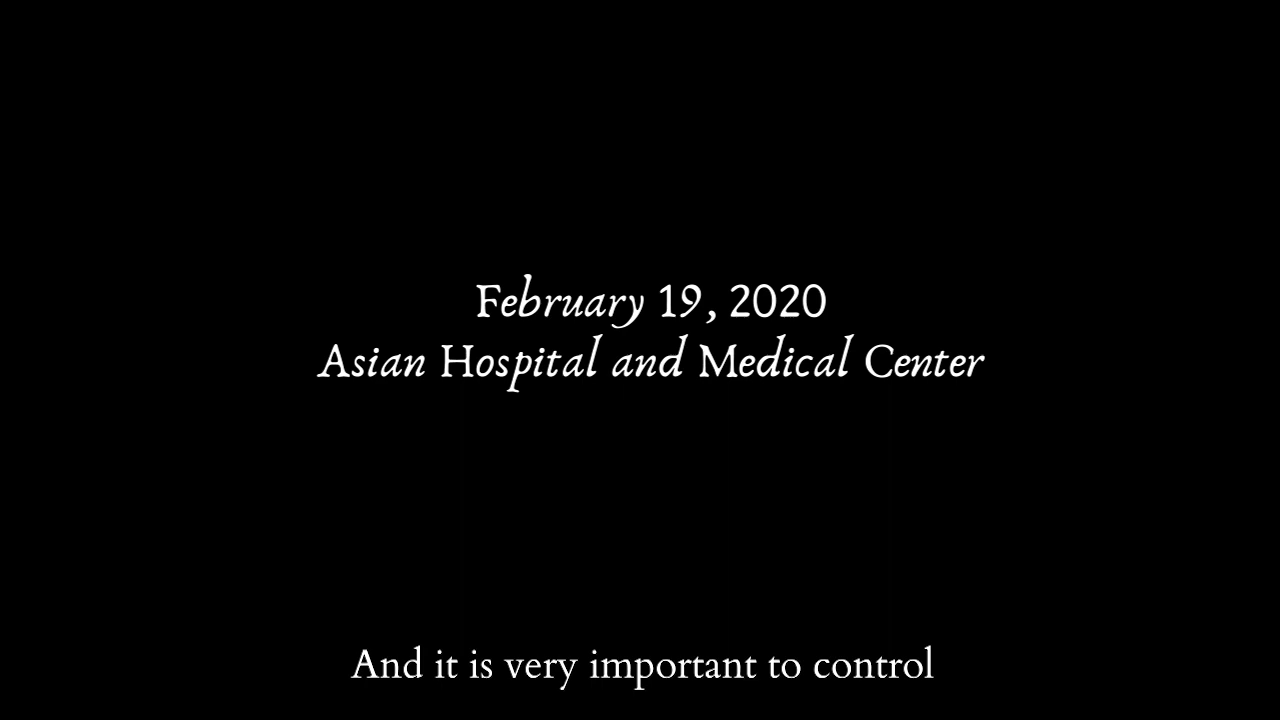 February 19, 2020
Asian Hospital and Medical Center
And it is very important to control